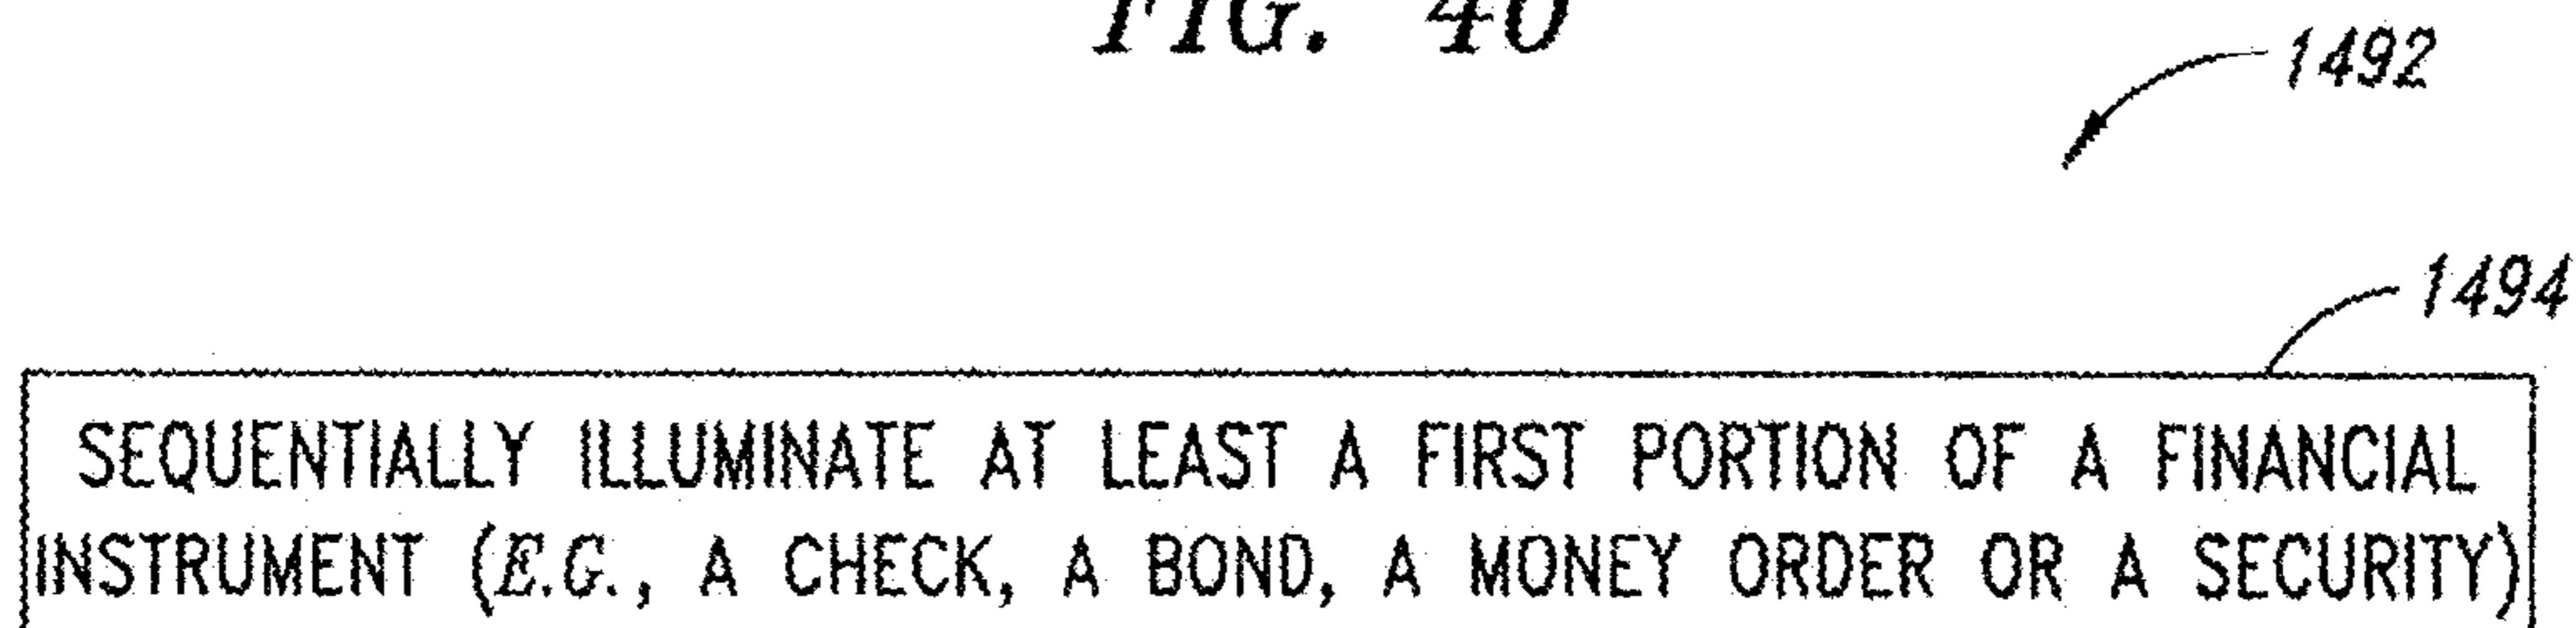 FIG. 40
1492
1494
SEQUENTIALLY ILLUMINATE AT LEAST A FIRST PORTION OF A FINANCIAL
INSTRUMENT (E.G., A CHECK, A BOND, A MONEY ORDER OR A SECURITY)